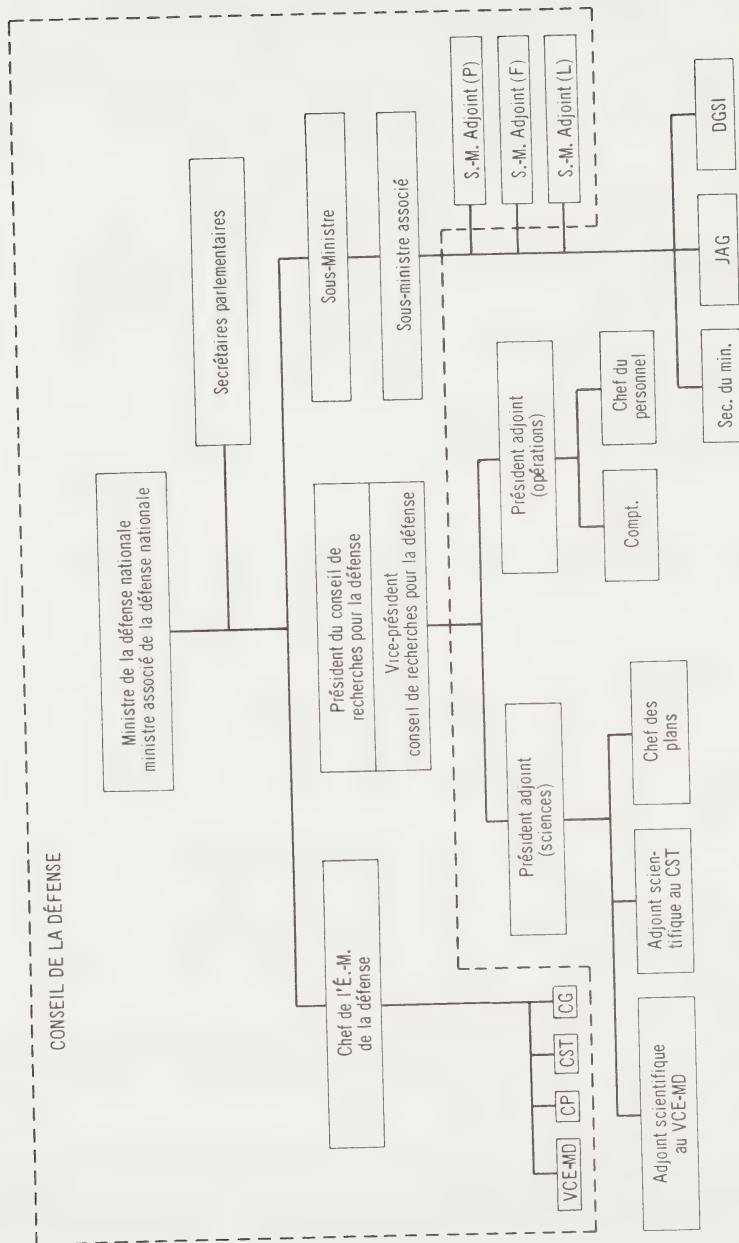 CONSEIL DE LA DÉFENSE
Ministre de la défense nationale
ministre associé de la défense nationale
Secrétaires parlementaires
Chef de l'É.-M.
de la défense
Président du conseil de
recherches pour la défense
Vice-président
conseil de recherches pour la défense
Sous-Ministre
Sous-ministre associé
S.-M. Adjoint (P)
S.-M. Adjoint (F)
S.-M. Adjoint (L)
VCE-MD
CP
CST
CG
Président adjoint
(sciences)
Président adjoint
(opérations)
Adjoint scientifique
au VCE-MD
Adjoint scien-
tifique au CST
Chef des
plans
Compt.
Chef du
personnel
Sec. du min.
JAG
DGSI